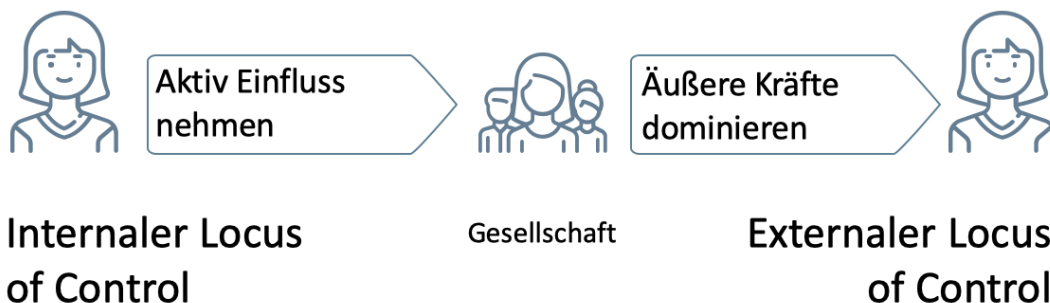 Aktiv Einfluss
nehmen
Äußere Kräfte
dominieren
Internaler Locus
of Control
Gesellschaft
Externaler Locus
of Control